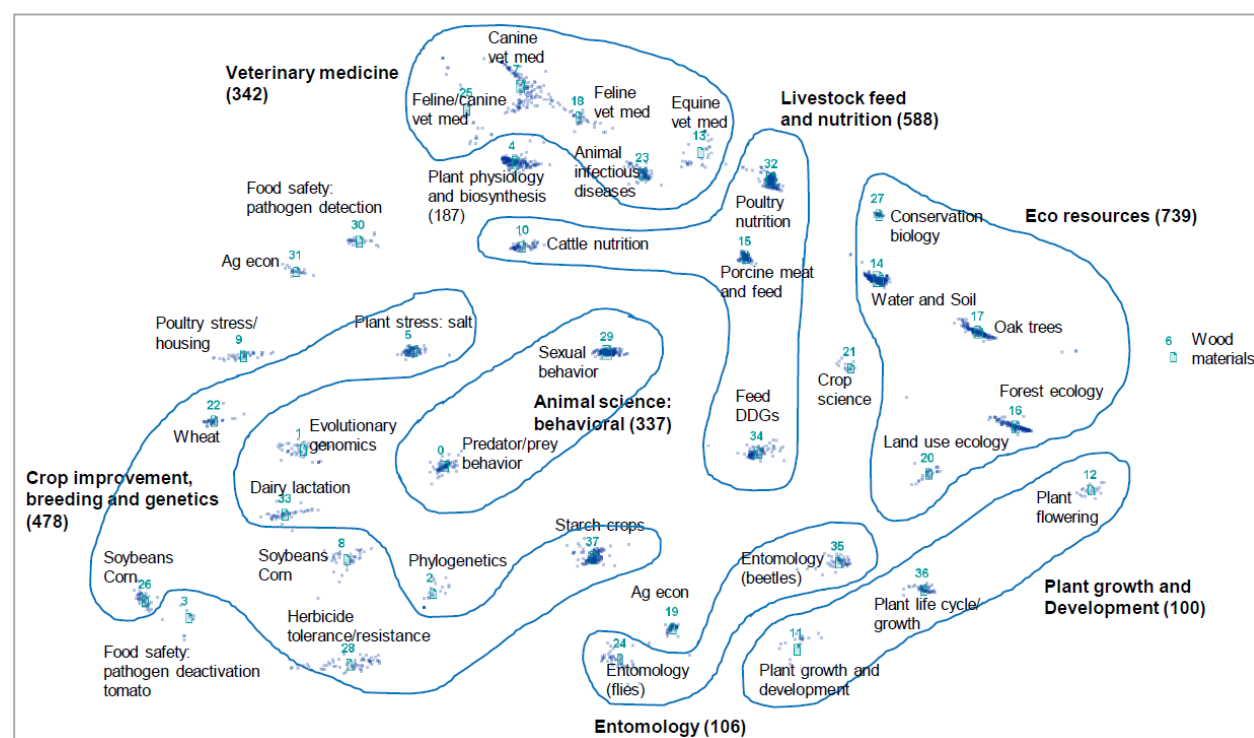 Canine
vet med
7
Veterinary medicine
(342)
25
Feline/canine
vet med
18
Feline
vet med
Equine
vet med
13
Livestock feed
and nutrition (588)
4
Plant physiology
and biosynthesis
(187)
23
Animal
infectious
diseases
32
Poultry
nutrition
Food safety:
pathogen detection
30
31
Ag econ
10
Cattle nutrition
15
Porcine meat
and feed
27
Conservation
biology
Eco resources (739)
14
Water and Soil
17
Oak trees
6
Wood
materials
Poultry stress/
housing
9
Plant stress: salt
5
29
Sexual
behavior
21
Crop
science
Animal science:
behavioral (337)
Feed
DDGs
34
Forest ecology
16
22
Wheat
1
Evolutionary
genomics
0
Predator/prey
behavior
Land use ecology
20
Crop improvement,
breeding and genetics
(478)
Dairy lactation
33
12
Plant
flowering
Starch crops
37
8
Soybeans
Corn
Phylogenetics
2
Soybeans
Corn
26
3
Entomology
(beetles)
35
36
Plant life cycle/
growth
Plant growth and
Development (100)
Ag econ
19
Herbicide
tolerance/resistance
28
Food safety:
pathogen deactivation
tomato
24
Entomology
(flies)
11
Plant growth and
development
Entomology (106)